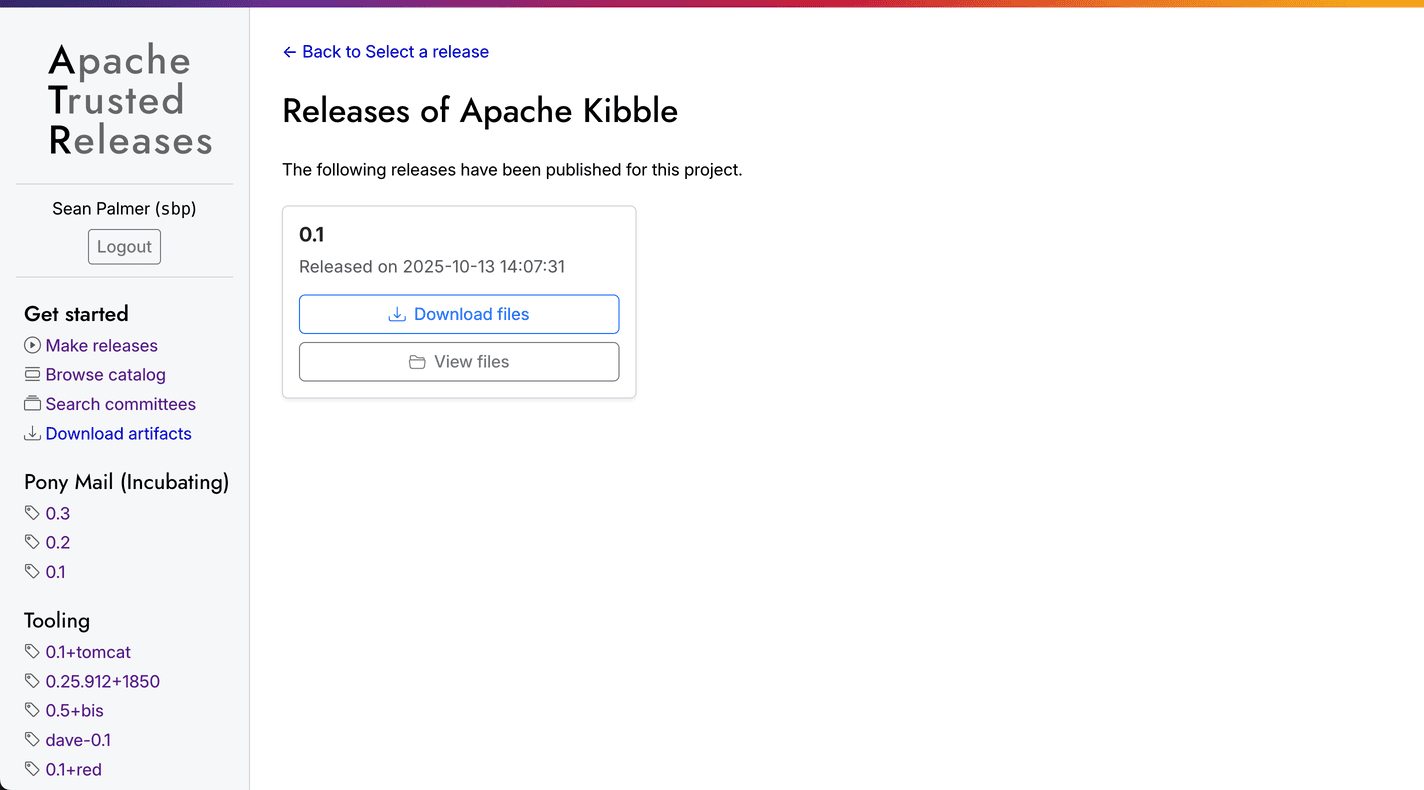 Apache
Trusted
Releases
Sean Palmer (sbp)
Logout
Get started
Make releases
Browse catalog
Search committees
Download artifacts
Pony Mail (Incubating)
0.3
0.2
0.1
Tooling
0.1+tomcat
0.25.912+1850
0.5+bis
dave-0.1
0.1+red
← Back to Select a release
Releases of Apache Kibble
The following releases have been published for this project.
0.1
Released on 2025-10-13 14:07:31
Download files
View files